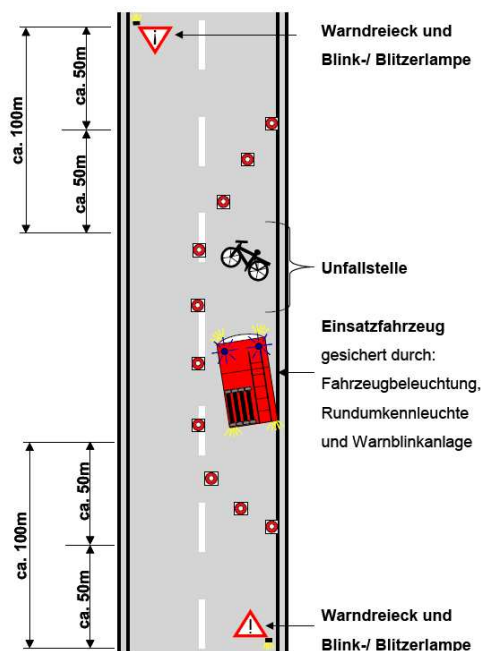 Warndreieck und
Blink-/ Blitzerlampe
ca. 100m
ca. 50m
ca. 50m
Unfallstelle
Einsatzfahrzeug
gesichert durch:
Fahrzeugbeleuchtung,
Rundumkennleuchte
und Warnblinkanlage
ca. 100m
ca. 50m
ca. 50m
Warndreieck und
Blink-/ Blitzerlampe